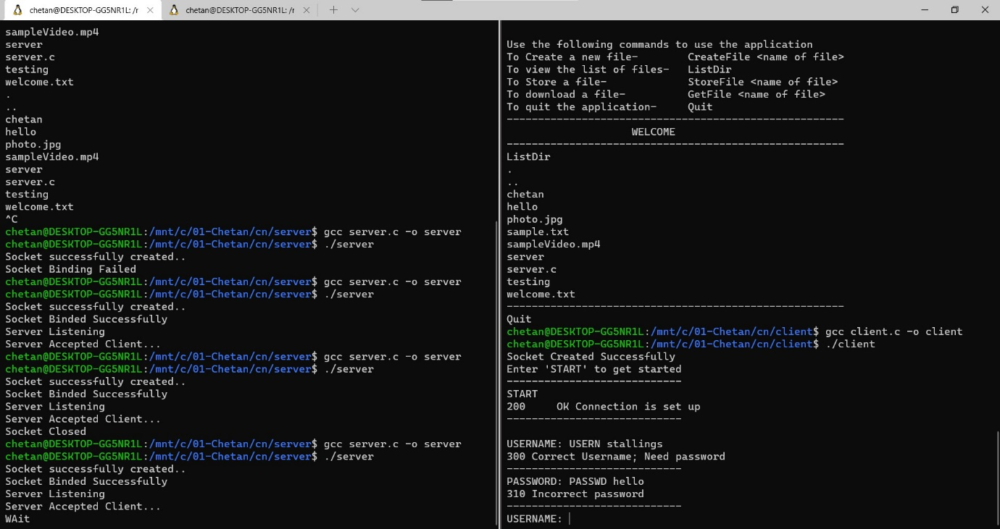 chetan@DESKTOP-GG5NR1L: /r
chetan@DESKTOP-GG5NR1L: /r
sampleVideo.mp4
server
server.c
testing
welcome.txt
.
..
chetan
hello
photo.jpg
sampleVideo.mp4
server
server.c
testing
welcome.txt
^C
chetan@DESKTOP-GG5NR1L:/mnt/c/01-Chetan/cn/server$ gcc server.c -o server
chetan@DESKTOP-GG5NR1L:/mnt/c/01-Chetan/cn/server$ ./server
Socket successfully created..
Socket Binding Failed
chetan@DESKTOP-GG5NR1L:/mnt/c/01-Chetan/cn/server$ gcc server.c -o server
chetan@DESKTOP-GG5NR1L:/mnt/c/01-Chetan/cn/server$ ./server
Socket successfully created..
Socket Binded Successfully
Server Listening
Server Accepted Client...
chetan@DESKTOP-GG5NR1L:/mnt/c/01-Chetan/cn/server$ gcc server.c -o server
chetan@DESKTOP-GG5NR1L:/mnt/c/01-Chetan/cn/server$ ./server
Socket successfully created..
Socket Binded Successfully
Server Listening
Server Accepted Client...
Socket Closed
chetan@DESKTOP-GG5NR1L:/mnt/c/01-Chetan/cn/server$ gcc server.c -o server
chetan@DESKTOP-GG5NR1L:/mnt/c/01-Chetan/cn/server$ ./server
Socket successfully created..
Socket Binded Successfully
Server Listening
Server Accepted Client...
WAit
Use the following commands to use the application
To Create a new file-        CreateFile <name of file>
To view the list of files-   ListDir
To Store a file-             StoreFile <name of file>
To download a file-          GetFile <name of file>
To quit the application-     Quit
------------------------------------------------------
                    WELCOME
------------------------------------------------------
ListDir
.
..
chetan
hello
photo.jpg
sample.txt
sampleVideo.mp4
server
server.c
testing
welcome.txt
------------------------------------------------------
Quit
chetan@DESKTOP-GG5NR1L:/mnt/c/01-Chetan/cn/client$ gcc client.c -o client
chetan@DESKTOP-GG5NR1L:/mnt/c/01-Chetan/cn/client$ ./client
Socket Created Successfully
Enter 'START' to get started
----------------------------
START
200     OK Connection is set up
----------------------------
USERNAME: USERN stallings
300 Correct Username; Need password
----------------------------
PASSWORD: PASSWD hello
310 Incorrect password
----------------------------
USERNAME: